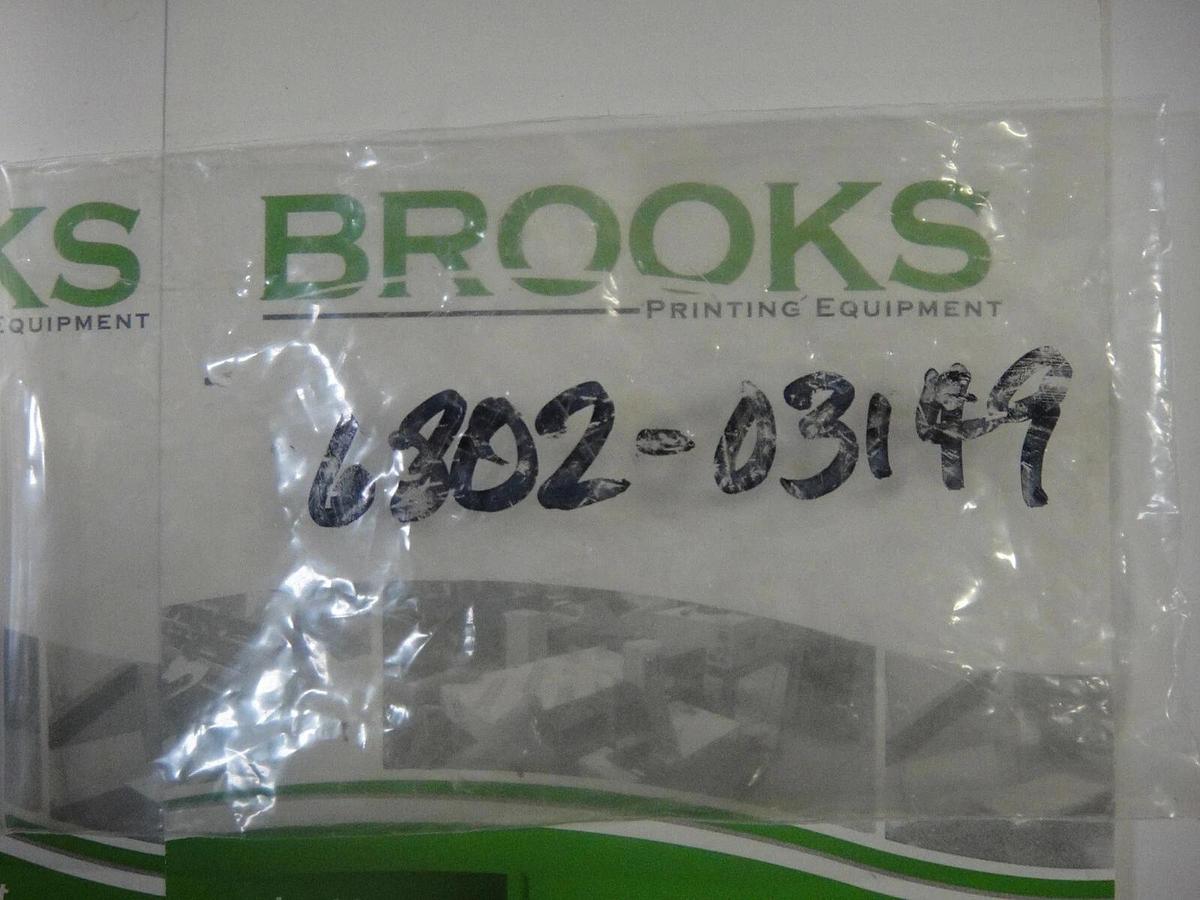 KS BROOKS
EQUIPMENT PRINTING EQUIPMENT
6802-03149
t